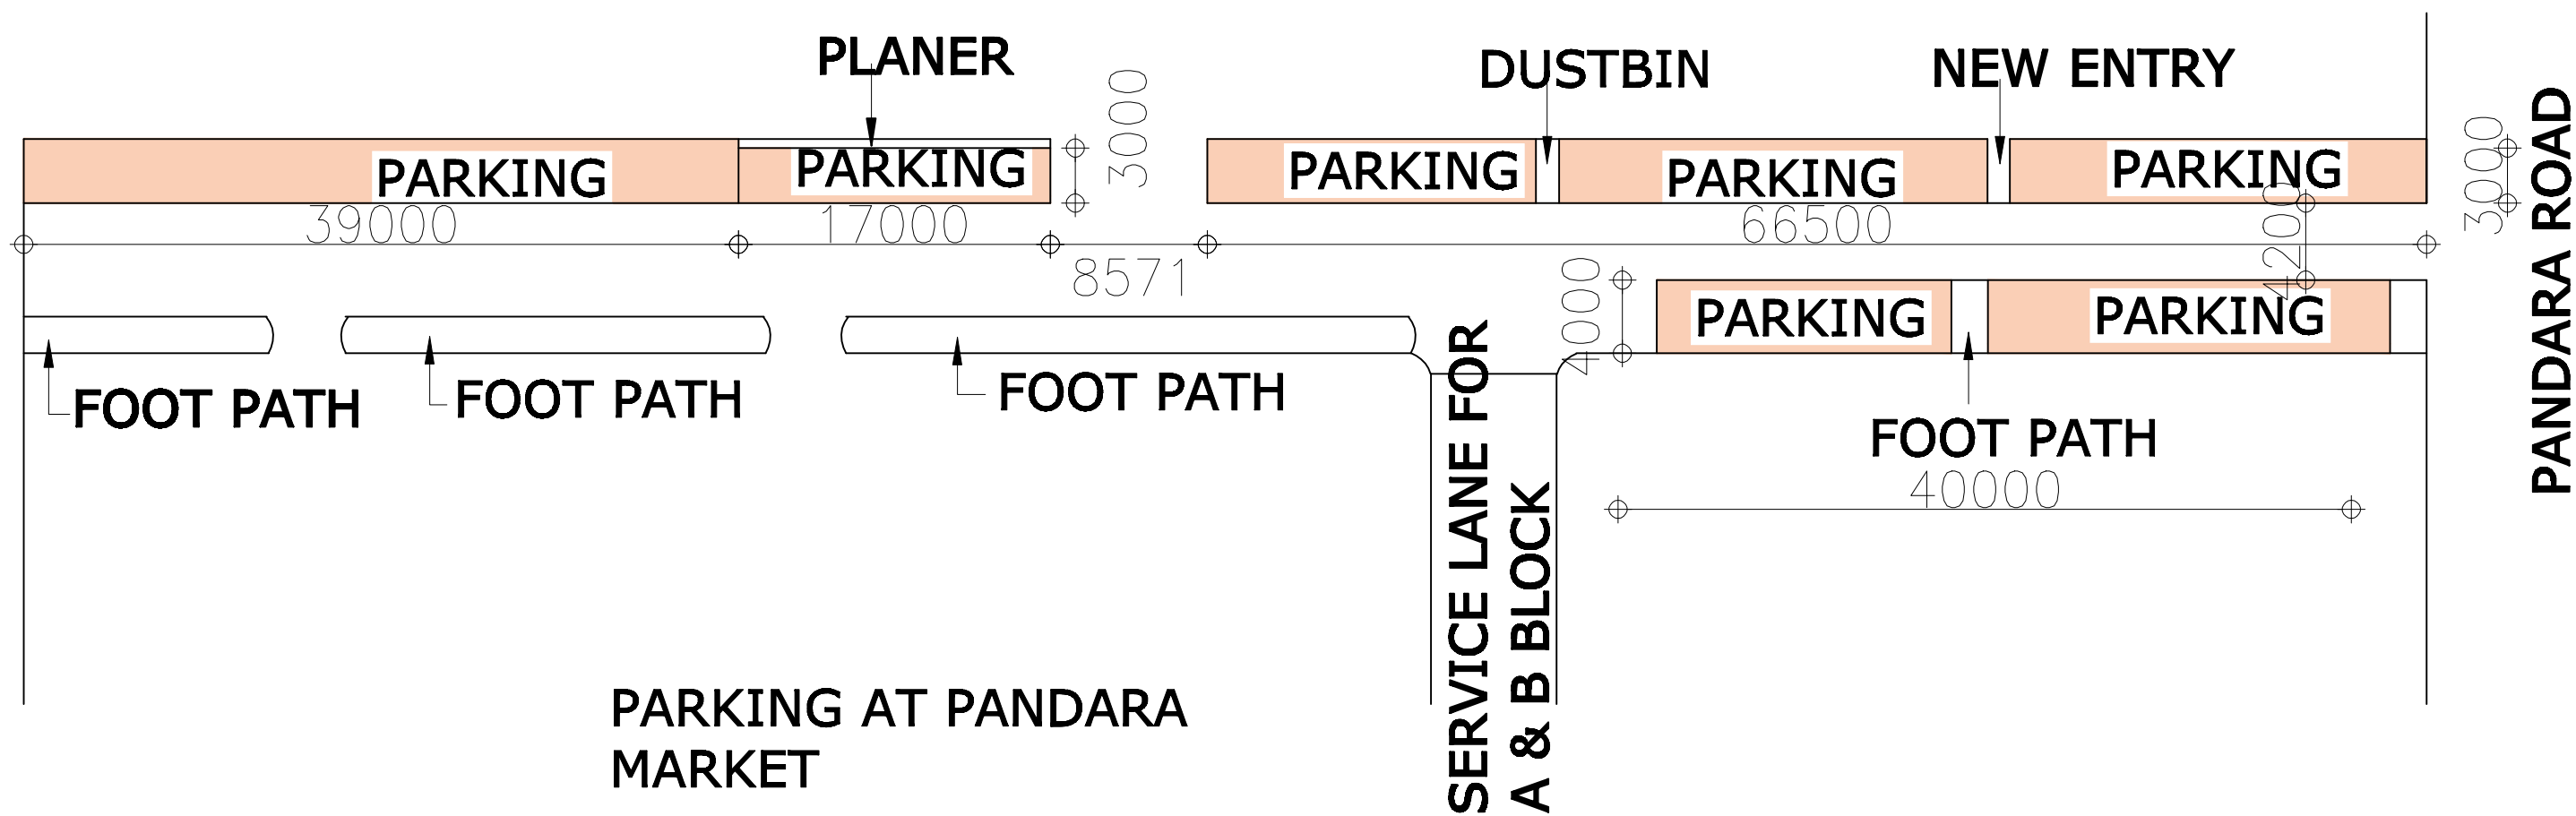 PLANER
DUSTBIN
NEW ENTRY
3000
3000
PARKING
PARKING
PARKING
PARKING
PARKING
PANDARA ROAD
39000
17000
8571
66500
4200
4000
PARKING
PARKING
FOOT PATH
FOOT PATH
FOOT PATH
FOOT PATH
40000
SERVICE LANE FOR
A & B BLOCK
PARKING AT PANDARA
MARKET